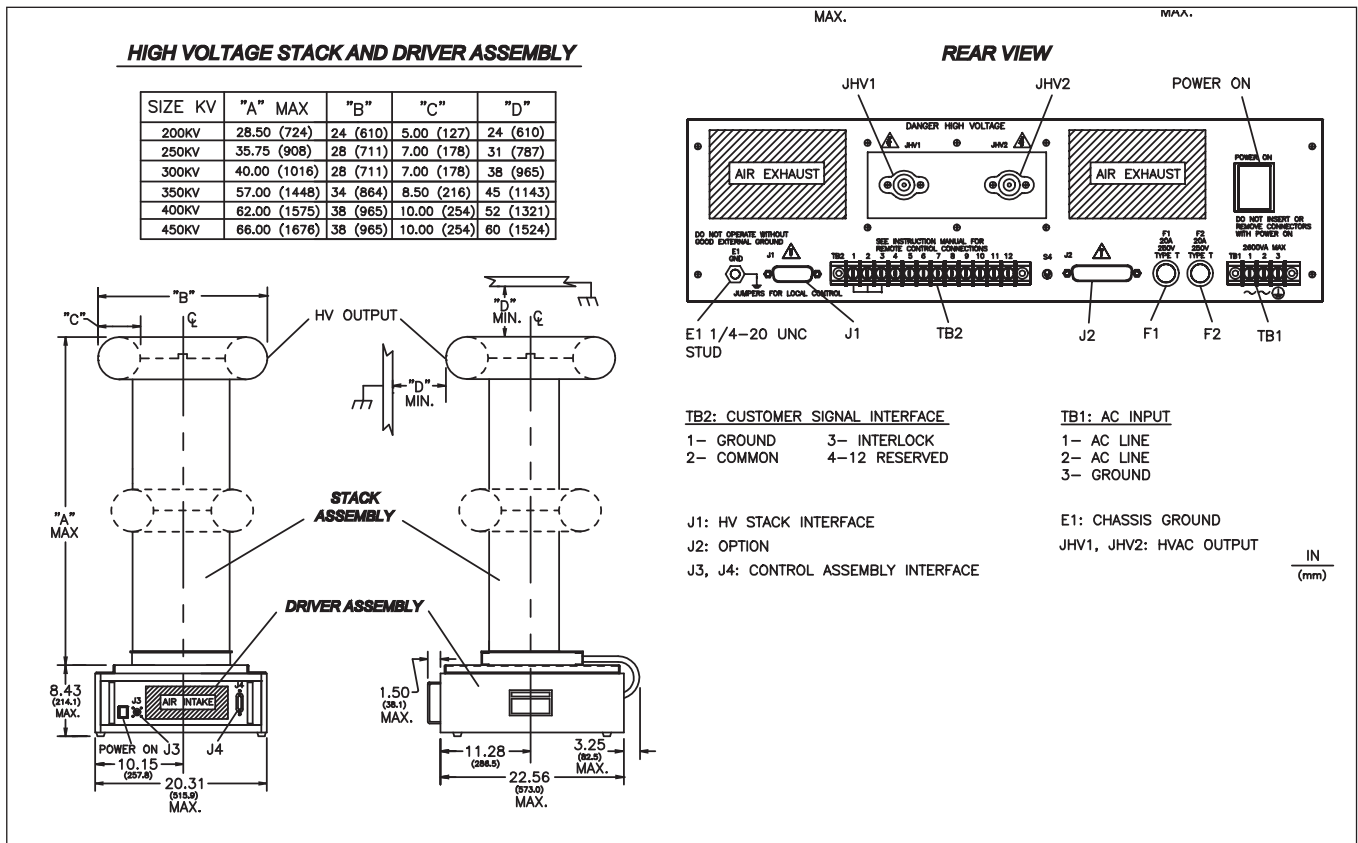 MAX.
MAX.
HIGH VOLTAGE STACK AND DRIVER ASSEMBLY
SIZE KV "A" MAX "B" "C" "D"
200KV 28.50 (724) 24 (610) 5.00 (127) 24 (610)
250KV 35.75 (908) 28 (711) 7.00 (178) 31 (787)
300KV 40.00 (1016) 28 (711) 7.00 (178) 38 (965)
350KV 57.00 (1448) 34 (864) 8.50 (216) 45 (1143)
400KV 62.00 (1575) 38 (965) 10.00 (254) 52 (1321)
450KV 66.00 (1676) 38 (965) 10.00 (254) 60 (1524)
"B"
"C"
℄
HV OUTPUT
"D"
MIN.
℄
"D"
MIN.
"A"
MAX
STACK
ASSEMBLY
DRIVER ASSEMBLY
8.43
(214.1)
MAX.
J3
AIR INTAKE
J4
POWER ON J3 J4
10.15
(257.8)
20.31
(515.9)
MAX.
1.50
(38.1)
MAX.
11.28
(286.5)
3.25
(82.5)
MAX.
22.56
(573.0)
MAX.
REAR VIEW
JHV1 JHV2 POWER ON
DANGER HIGH VOLTAGE
JHV1 JHV2
AIR EXHAUST
AIR EXHAUST
POWER ON
DO NOT INSERT OR
REMOVE CONNECTORS
WITH POWER ON
DO NOT OPERATE WITHOUT
GOOD EXTERNAL GROUND
E1
GND
J1
SEE INSTRUCTION MANUAL FOR
REMOTE CONTROL CONNECTIONS
TB2 1 2 3 4 5 6 7 8 9 10 11 12
JUMPERS FOR LOCAL CONTROL
S4
J2
F1
20A
250V
TYPE T
F2
20A
250V
TYPE T
2600VA MAX
TB1 1 2 3
∼ ∼
E1 1/4-20 UNC
STUD
J1 TB2 J2 F1 F2 TB1
TB2: CUSTOMER SIGNAL INTERFACE
1- GROUND 3- INTERLOCK
2- COMMON 4-12 RESERVED
TB1: AC INPUT
1- AC LINE
2- AC LINE
3- GROUND
J1: HV STACK INTERFACE
J2: OPTION
J3, J4: CONTROL ASSEMBLY INTERFACE
E1: CHASSIS GROUND
JHV1, JHV2: HVAC OUTPUT
IN
(mm)